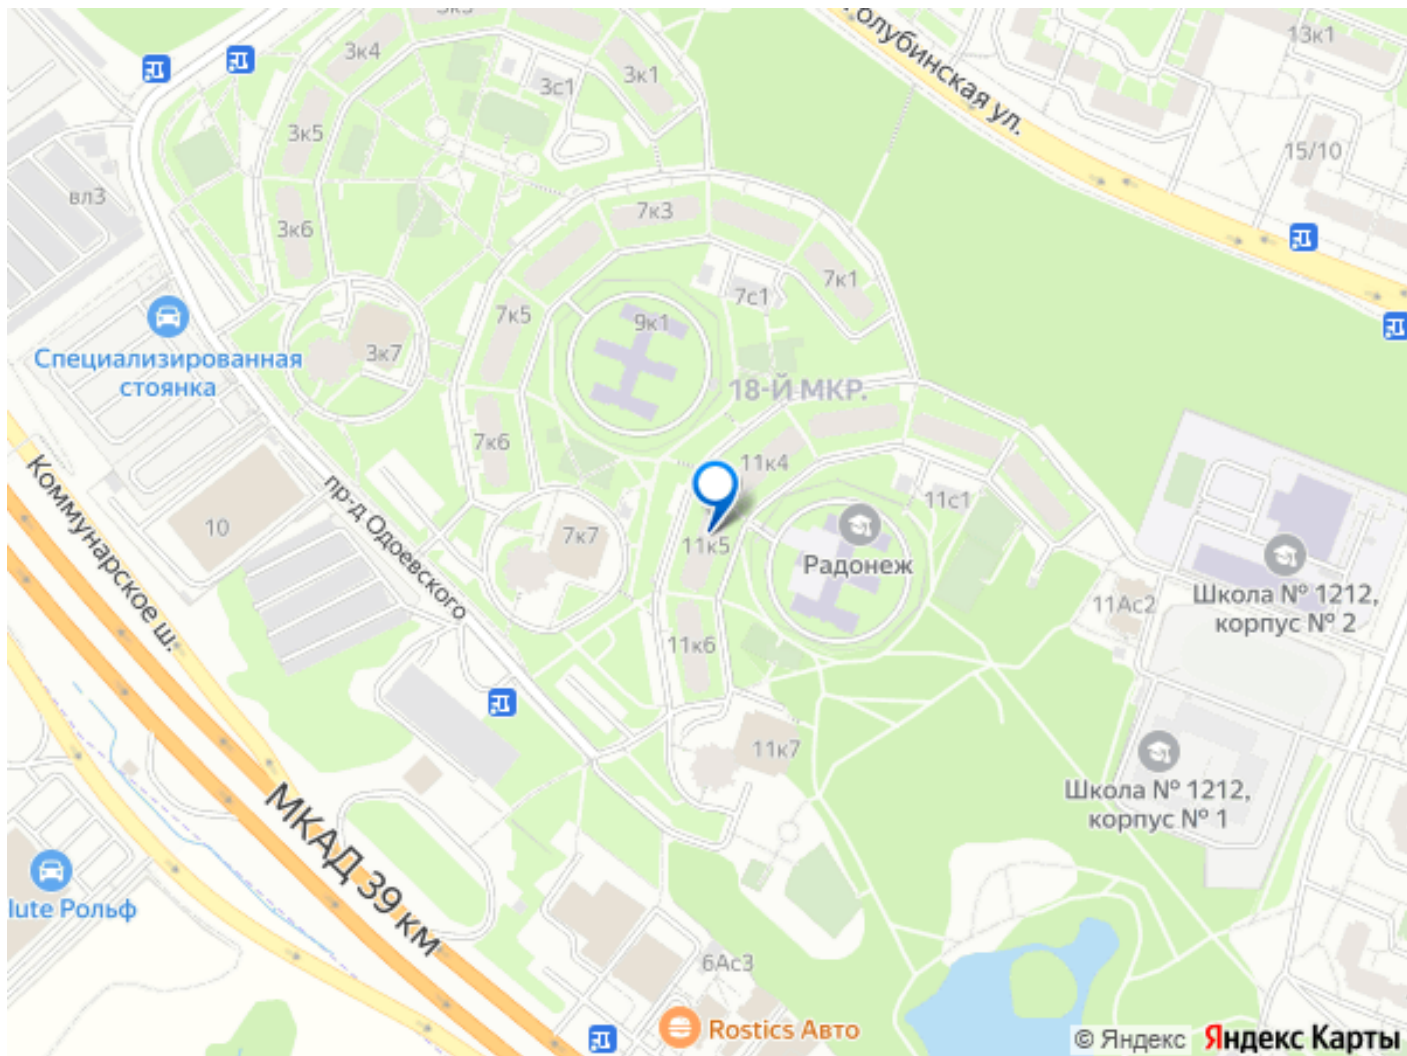 3к4
3с1
3к1
3к5
вл3
3к6
Голубинская ул.
13к1
15/10
7к3
7к1
7с1
7к5
9к1
3к7
Специализированная
стоянка
18-Й МКР.
7к6
11к4
11с1
Коммунарское ш.
пр-д Одоевского
10
7к7
11к5
Радонеж
11Ас2
Школа № 1212,
корпус № 2
11к6
11к7
Школа № 1212,
корпус № 1
МКАД 39 км
lute Рольф
6Ас3
Rostics Авто
© Яндекс Яндекс Карты